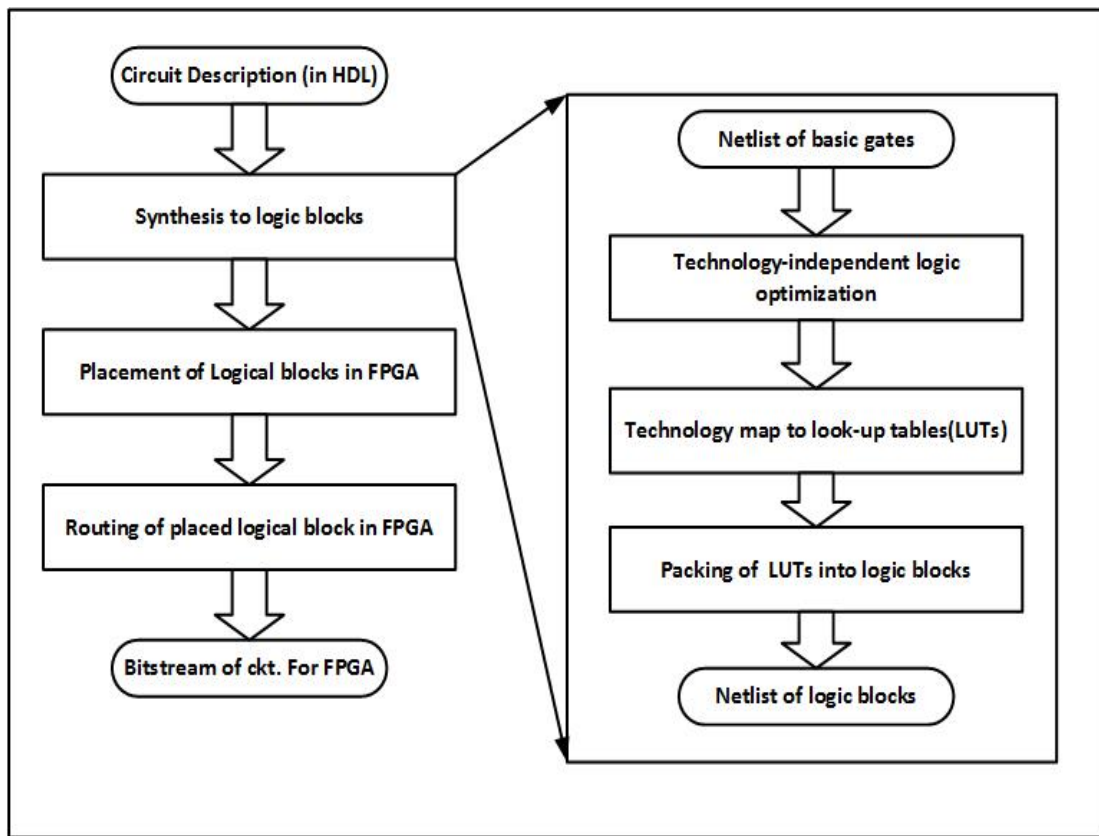 Circuit Description (in HDL)
Synthesis to logic blocks
Placement of Logical blocks in FPGA
Routing of placed logical block in FPGA
Bitstream of ckt. For FPGA
Netlist of basic gates
Technology-independent logic
optimization
Technology map to look-up tables(LUTs)
Packing of LUTs into logic blocks
Netlist of logic blocks